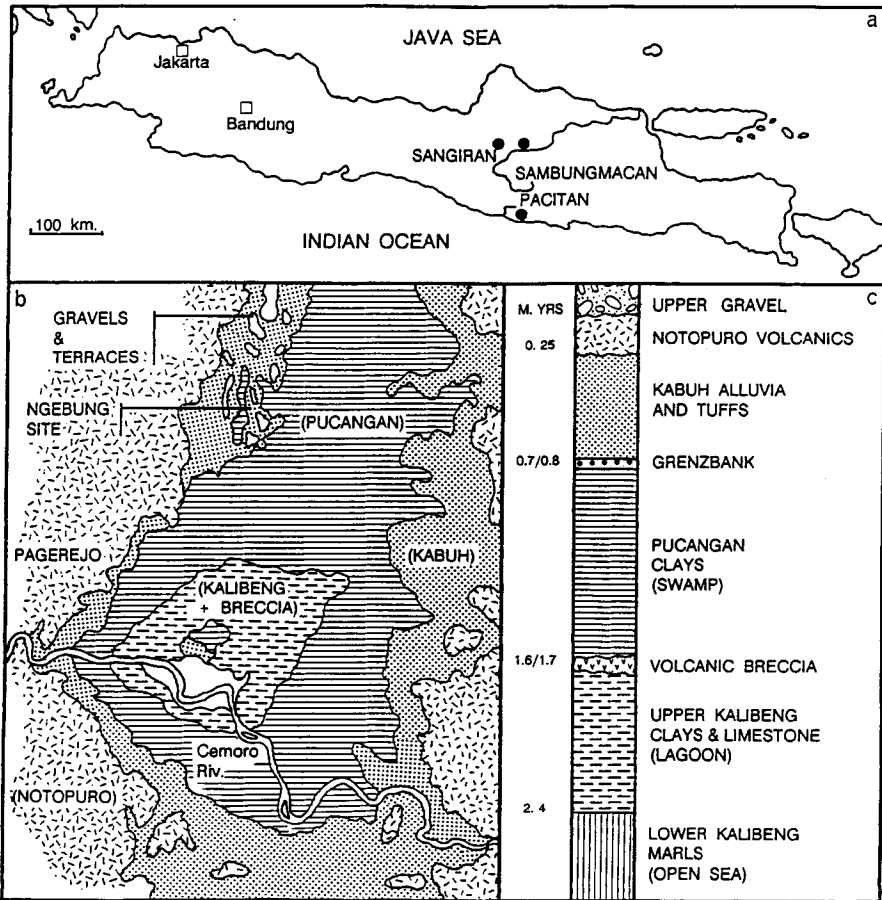 a
JAVA SEA
Jakarta
Bandung
SANGIRAN
SAMBUNGMACAN
PACITAN
100 km.
INDIAN OCEAN
b
GRAVELS
&
TERRACES
NGEBUNG
SITE
(PUCANGAN)
PAGEREJO
(KABUH)
(KALIBENG
+ BRECCIA)
Cemoro
Riv.
(NOTOPURO)
c
M. YRS
UPPER GRAVEL
NOTOPURO VOLCANICS
0. 25
KABUH ALLUVIA
AND TUFFS
0.7/0.8
GRENZBANK
PUCANGAN
CLAYS
(SWAMP)
1.6/1.7
VOLCANIC BRECCIA
UPPER KALIBENG
CLAYS & LIMESTONE
(LAGOON)
2. 4
LOWER KALIBENG
MARLS
(OPEN SEA)